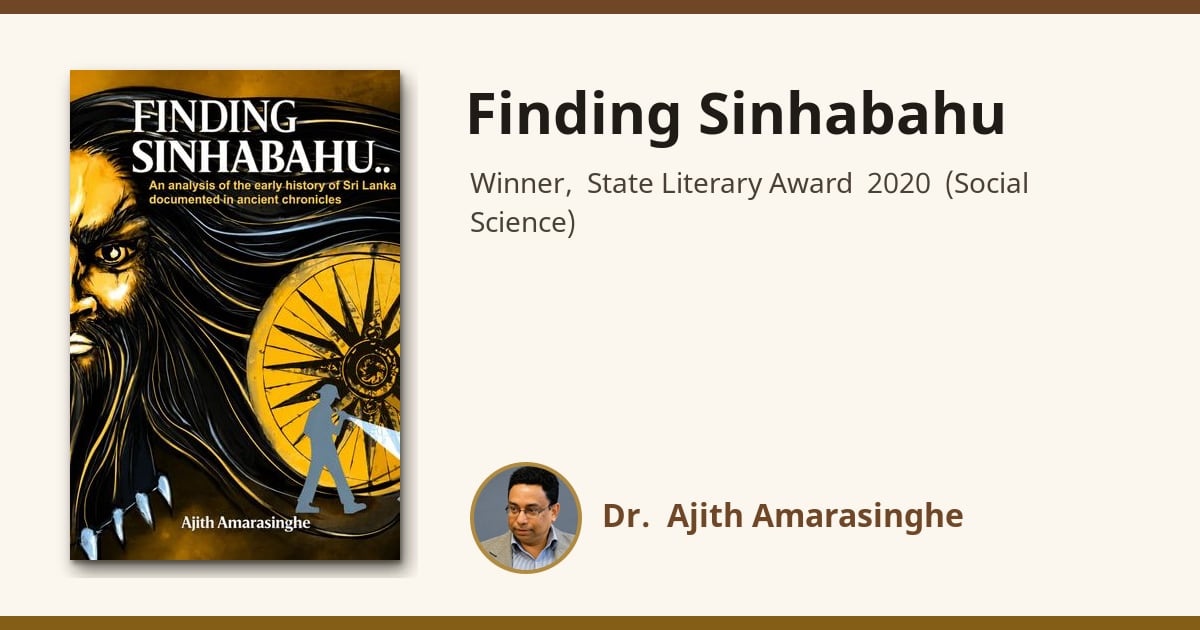 FINDING
SINHABAHU..
An analysis of the early history of Sri Lanka
documented in ancient chronicles
Ajith Amarasinghe
Finding Sinhabahu
Winner, State Literary Award 2020 (Social
Science)
Dr. Ajith Amarasinghe